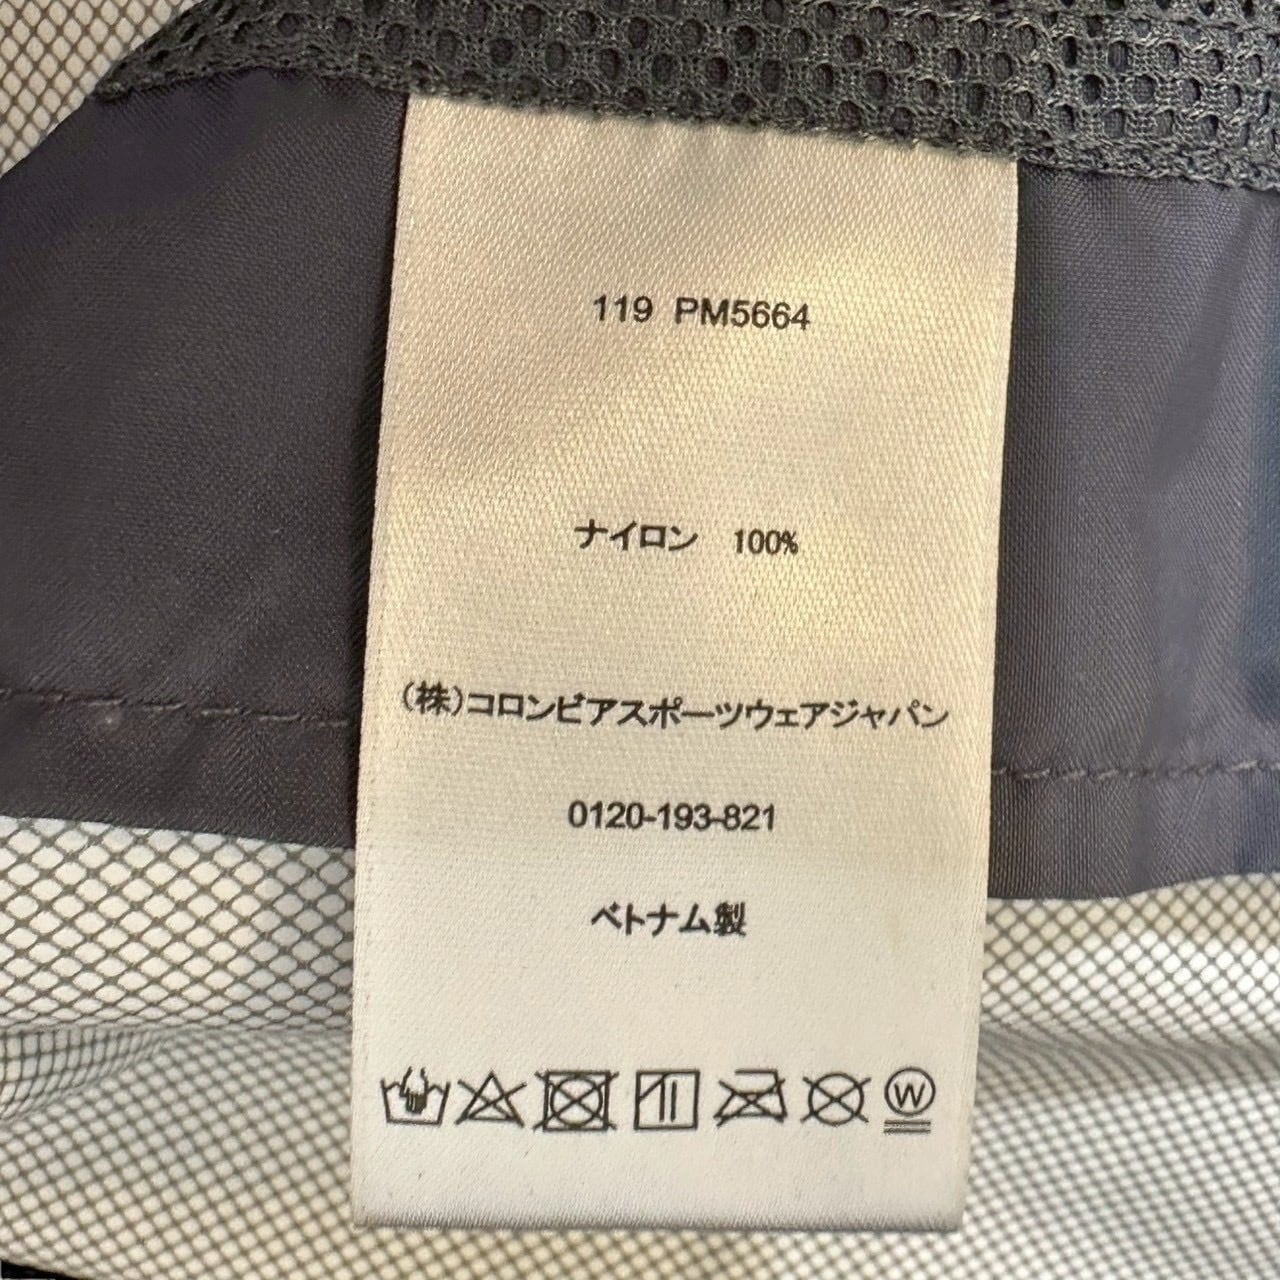 119 PM5664
ナイロン 100%
(株)コロンビアスポーツウェアジャパン
0120-193-821
ベトナム製
W